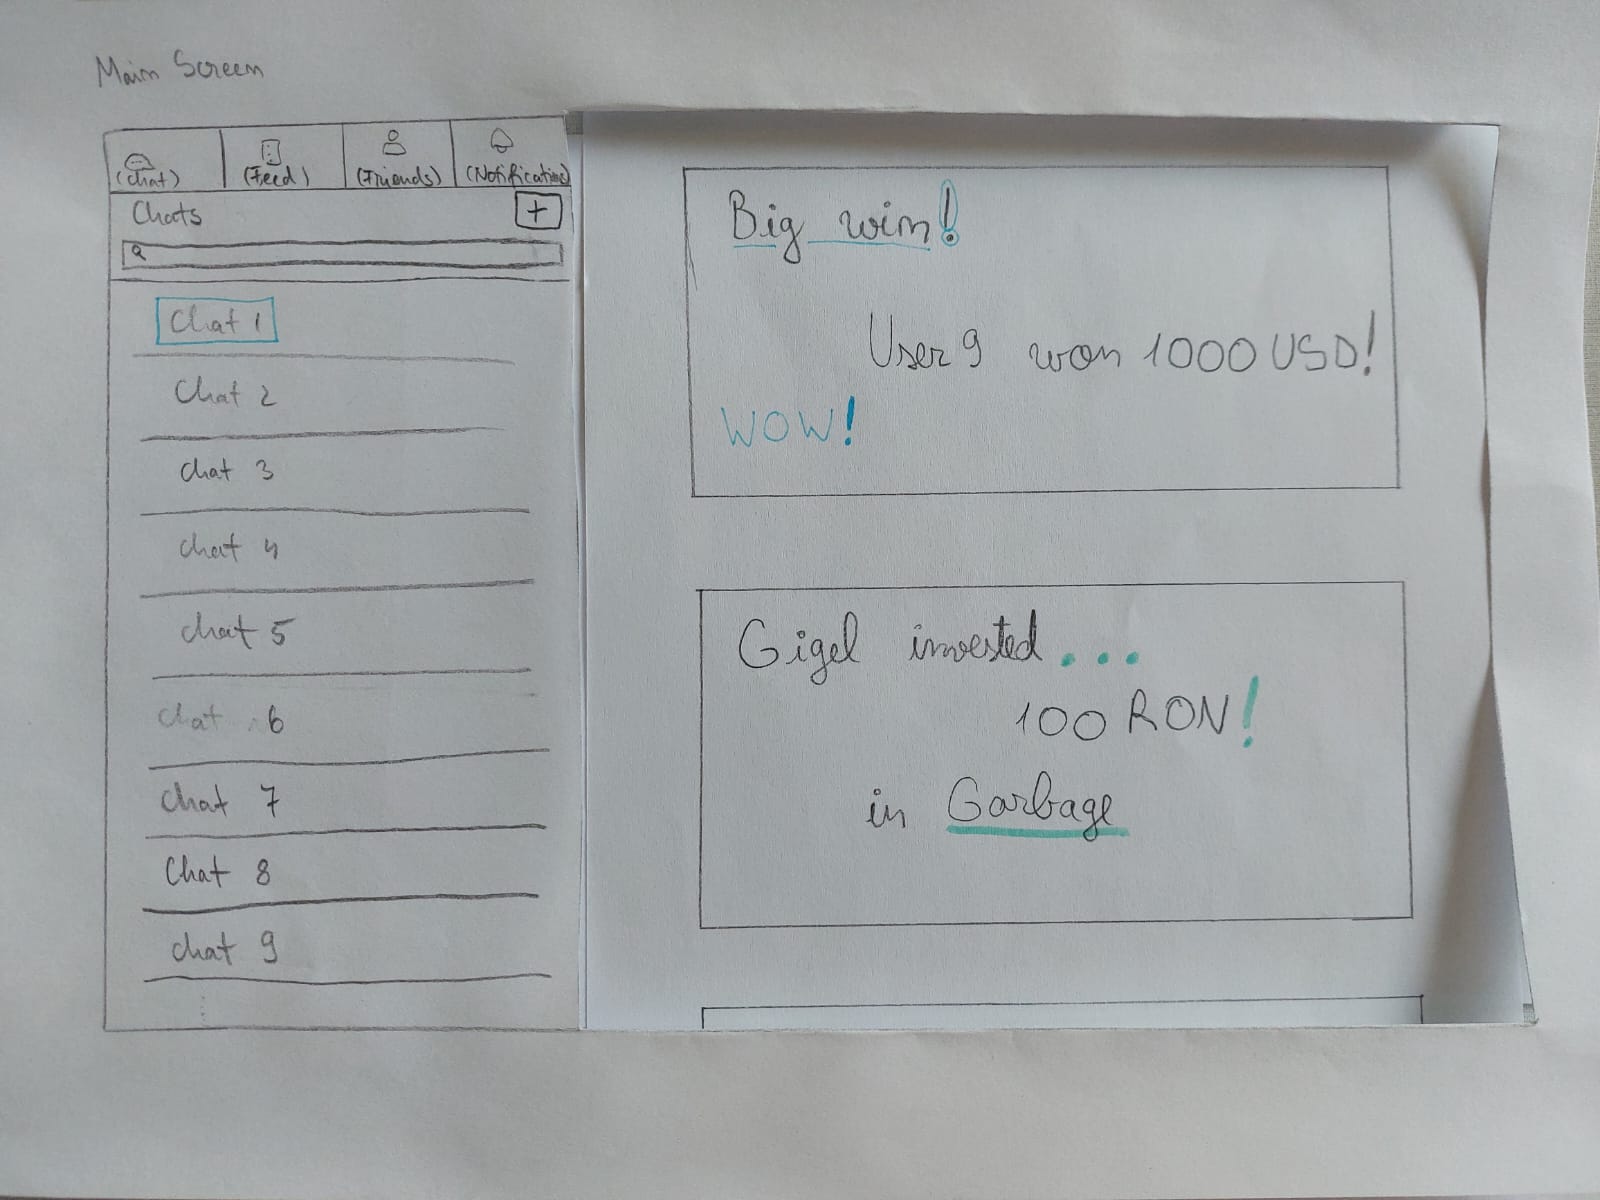 Main Screen
(chat)
(Feed)
(Friends)
(Notifications)
Chats
+
Chat 1
Chat 2
chat 3
chat 4
chat 5
chat 6
chat 7
Chat 8
chat 9
Big win!
User 9 won 1000 USD!
WOW!
Gigel invested...
100 RON!
in Garbage